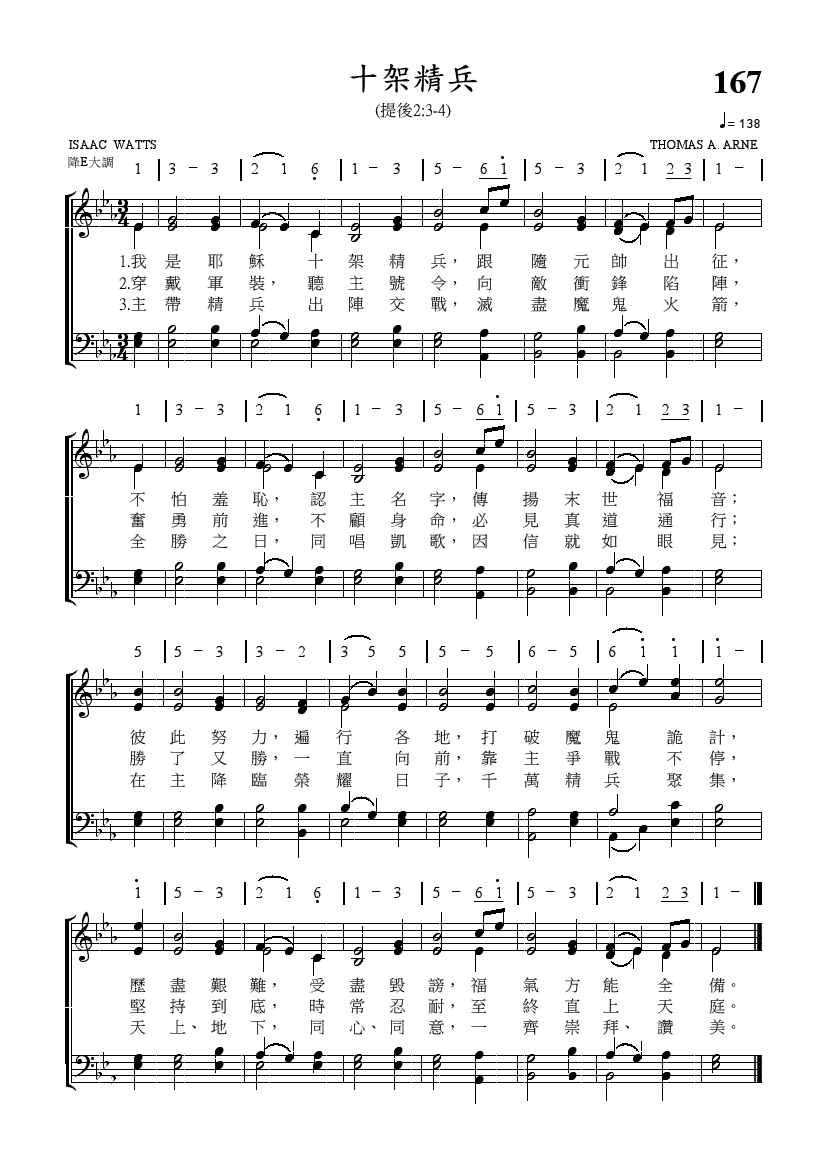 十架精兵
167
(提後2:3-4)
♩= 138
ISAAC WATTS
THOMAS A. ARNE
降E大調
1 | 3 – 3 | 2 1 6̣ | 1 – 3 | 5 – 6 1̇ | 5 – 3 | 2 1 2 3 | 1 – |
3/4
1.我是耶穌十架精兵，跟隨元帥出征，
2.穿戴軍裝，聽主號令，向敵衝鋒陷陣，
3.主帶精兵出陣交戰，滅盡魔鬼火箭，
3/4
1 | 3 – 3 | 2 1 6̣ | 1 – 3 | 5 – 6 1̇ | 5 – 3 | 2 1 2 3 | 1 – |
不怕羞恥，認主名字，傳揚末世福音；
奮勇前進，不顧身命，必見真道通行；
全勝之日，同唱凱歌，因信就如眼見；
5 | 5 – 3 | 3 – 2 | 3 5 5 | 5 – 5 | 6 – 5 | 6 1̇ 1̇ | 1̇ – |
彼此努力，遍行各地，打破魔鬼詭計，
勝了又勝，一直向前，靠主爭戰不停，
在主降臨榮耀日子，千萬精兵聚集，
1̇ | 5 – 3 | 2 1 6̣ | 1 – 3 | 5 – 6 1̇ | 5 – 3 | 2 1 2 3 | 1 – ‖
歷盡艱難，受盡毀謗，福氣方能全備。
堅持到底，時常忍耐，至終直上天庭。
天上、地下，同心、同意，一齊崇拜、讚美。